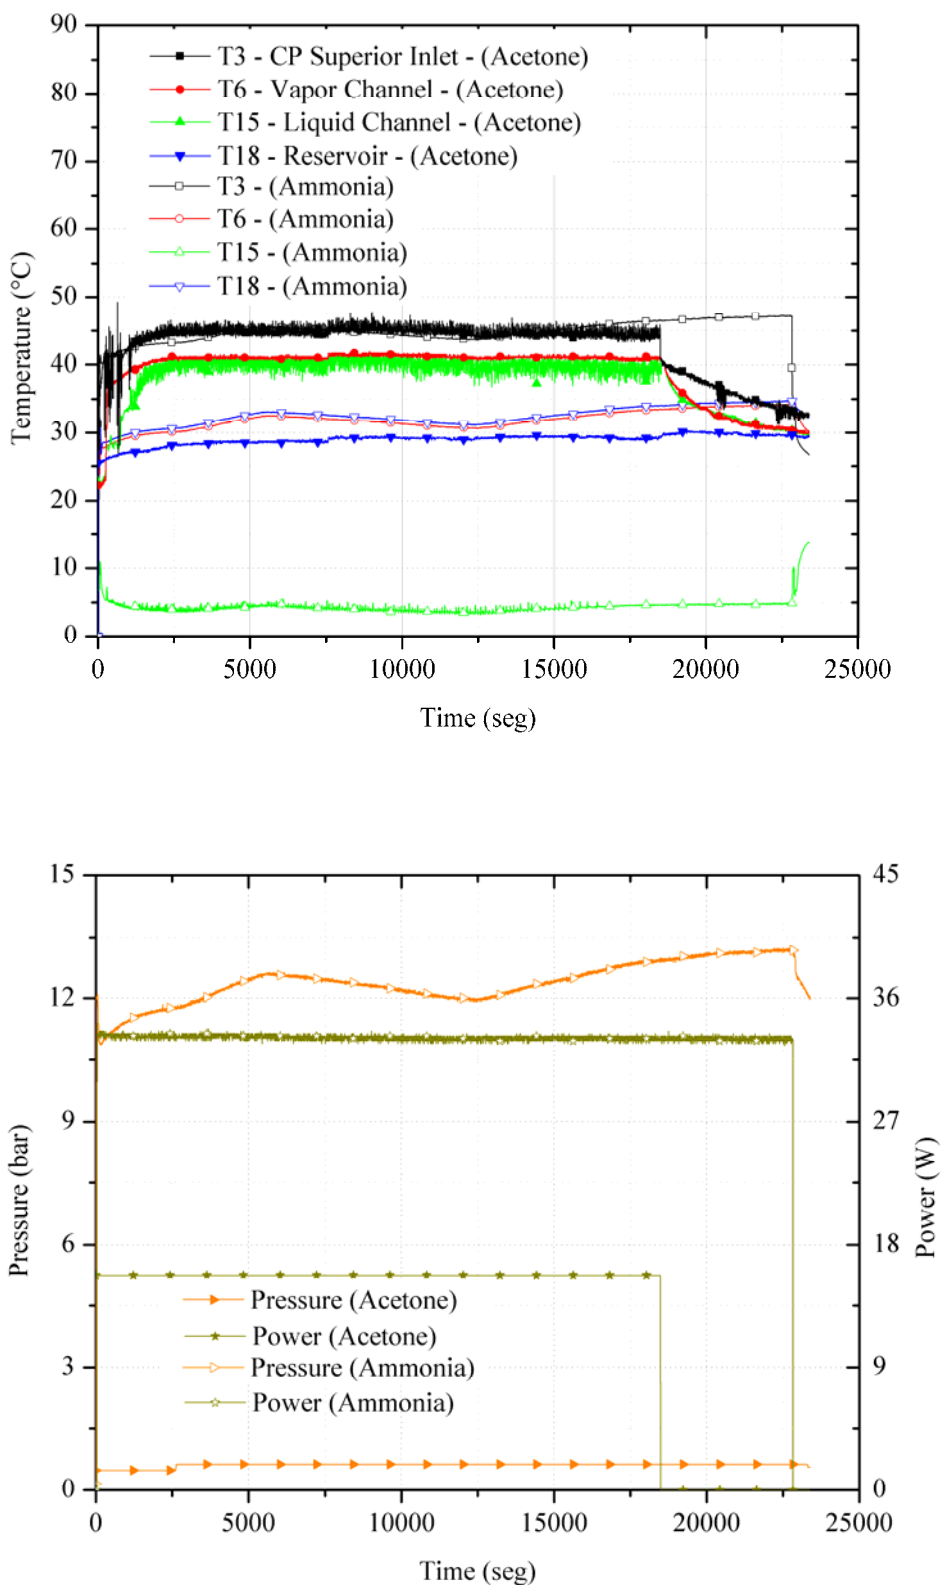 90
80
70
60
50
40
30
20
10
0
Temperature (°C)
T3 - CP Superior Inlet - (Acetone)
T6 - Vapor Channel - (Acetone)
T15 - Liquid Channel - (Acetone)
T18 - Reservoir - (Acetone)
T3 - (Ammonia)
T6 - (Ammonia)
T15 - (Ammonia)
T18 - (Ammonia)
0 5000 10000 15000 20000 25000
Time (seg)
15
12
9
6
3
0
Pressure (bar)
45
36
27
18
9
0
Power (W)
Pressure (Acetone)
Power (Acetone)
Pressure (Ammonia)
Power (Ammonia)
0 5000 10000 15000 20000 25000
Time (seg)